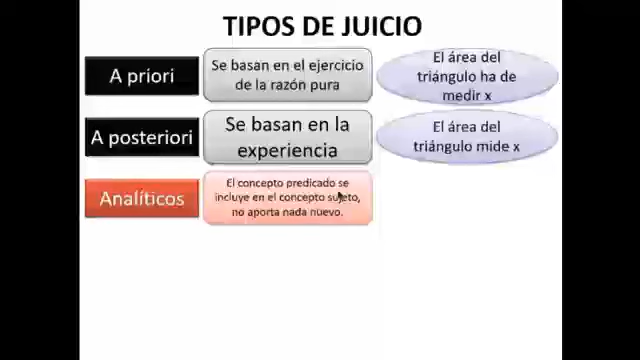 TIPOS DE JUICIO
A priori
Se basan en el ejercicio
de la razón pura
El área del
triángulo ha de
medir x
A posteriori
Se basan en la
experiencia
El área del
triángulo mide x
Analíticos
El concepto predicado se
incluye en el concepto sujeto,
no aporta nada nuevo.